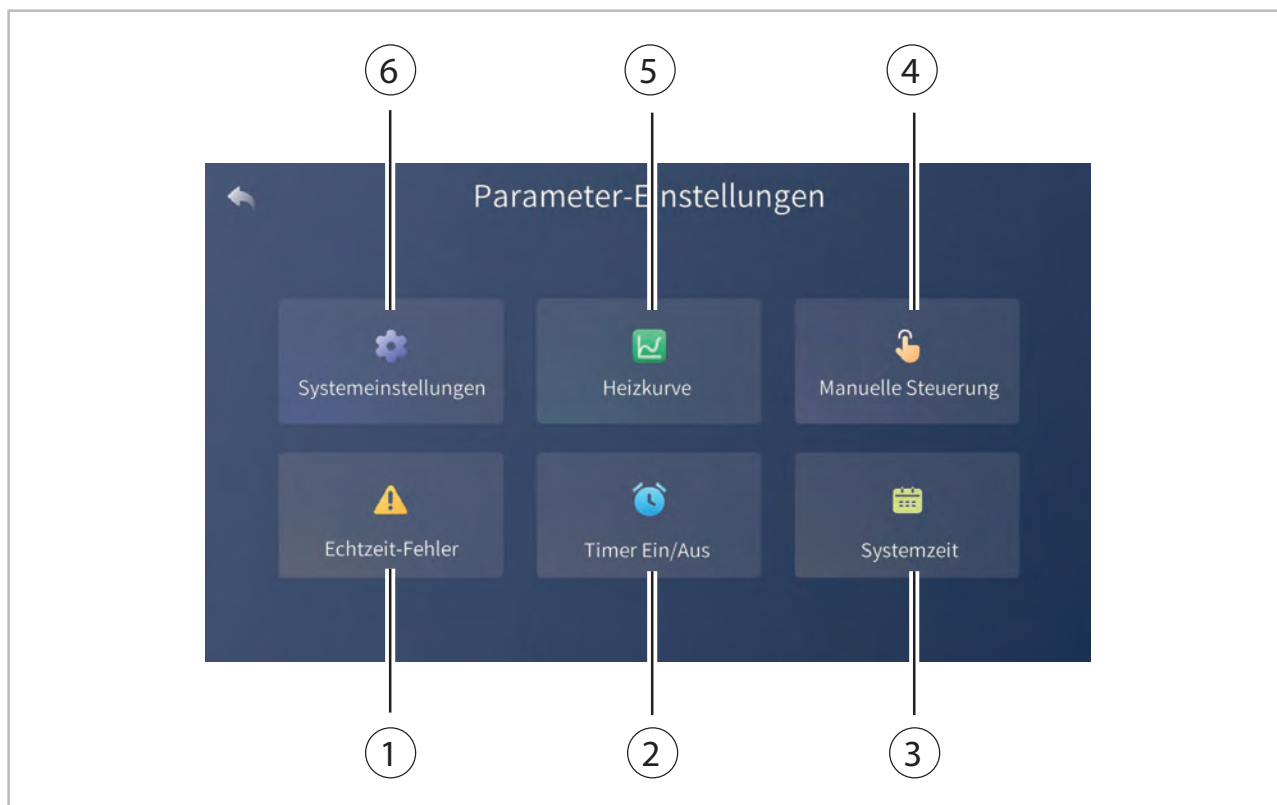 6 5 4
Parameter-Einstellungen
Systemeinstellungen Heizkurve Manuelle Steuerung
Echtzeit-Fehler Timer Ein/Aus Systemzeit
1 2 3